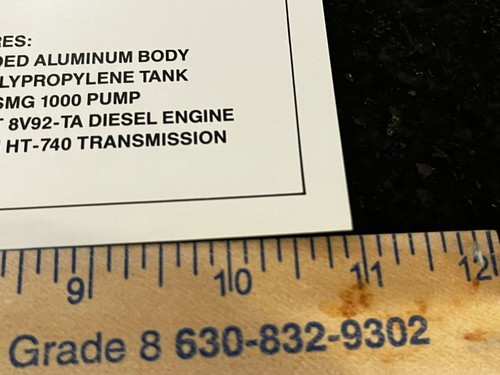 RES:
DED ALUMINUM BODY
LYPROPYLENE TANK
SMG 1000 PUMP
T 8V92-TA DIESEL ENGINE
HT-740 TRANSMISSION
9 10 11 12
Grade 8 630-832-9302